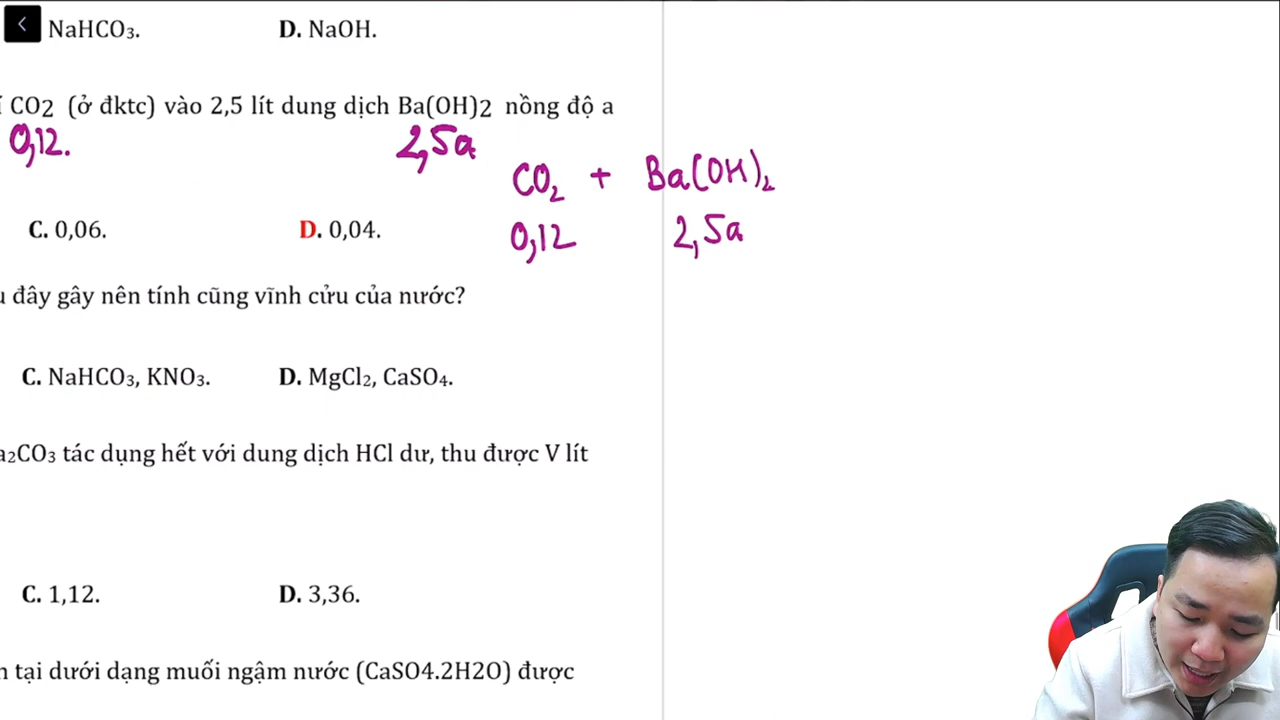 NaHCO3. D. NaOH.
CO2 (ở đktc) vào 2,5 lít dung dịch Ba(OH)2 nồng độ a
0,12. 2,5a
CO2 + Ba(OH)2
C. 0,06. D. 0,04.
0,12 2,5a
đây gây nên tính cũng vĩnh cửu của nước?
C. NaHCO3, KNO3. D. MgCl2, CaSO4.
a2CO3 tác dụng hết với dung dịch HCl dư, thu được V lít
C. 1,12. D. 3,36.
tại dưới dạng muối ngậm nước (CaSO4.2H2O) được